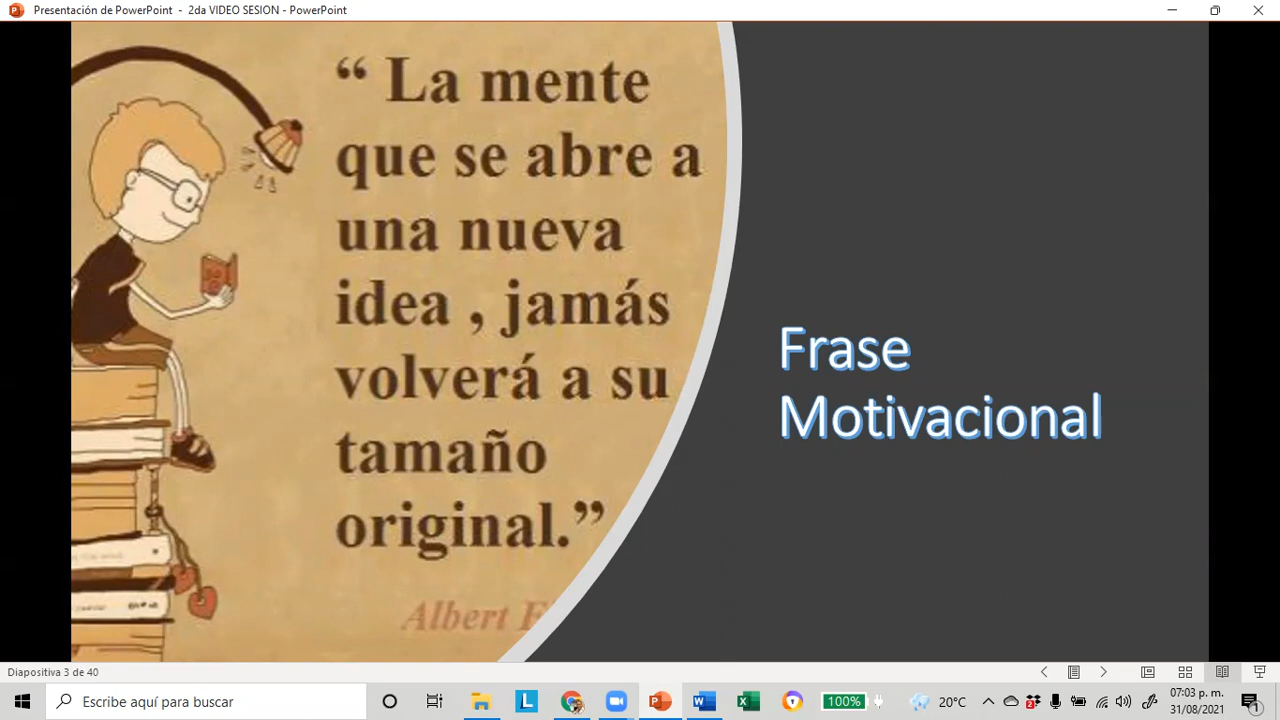 Presentación de PowerPoint - 2da VIDEO SESION - PowerPoint
“ La mente
que se abre a
una nueva
idea , jamás
volverá a su
tamaño
original.”
Albert E
Frase
Motivacional
Diapositiva 3 de 40
Escribe aquí para buscar
100%
20°C
07:03 p. m.
31/08/2021